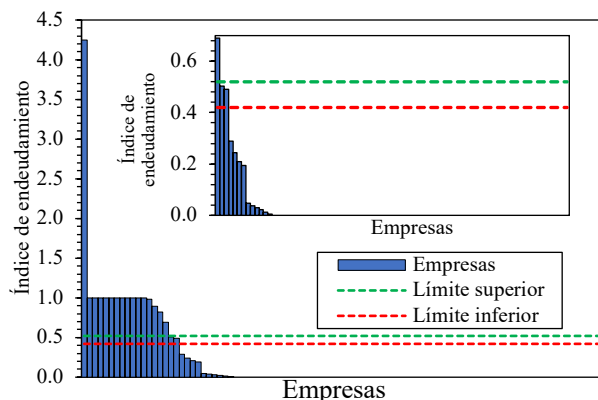 4.5
4.0
3.5
3.0
2.5
2.0
1.5
1.0
0.5
0.0
Índice de endeudamiento
Empresas
0.6
0.4
0.2
0.0
Índice de
endeudamiento
Empresas
Empresas
Límite superior
Límite inferior